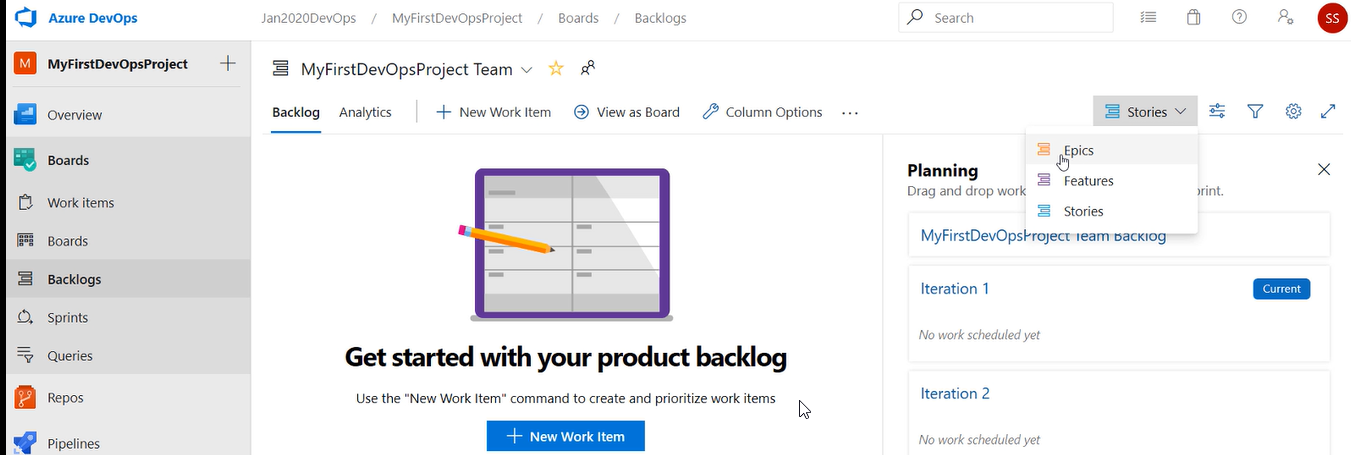 Azure DevOps
Jan2020DevOps / MyFirstDevOpsProject / Boards / Backlogs
Search
SS
M MyFirstDevOpsProject
Overview
Boards
Work items
Boards
Backlogs
Sprints
Queries
Repos
Pipelines
MyFirstDevOpsProject Team
Backlog Analytics New Work Item View as Board Column Options ...
Stories
Epics
Features
Stories
Get started with your product backlog
Use the "New Work Item" command to create and prioritize work items
New Work Item
Planning
Drag and drop work
MyFirstDevOpsProject Team Backlog
Iteration 1 Current
No work scheduled yet
Iteration 2
No work scheduled yet